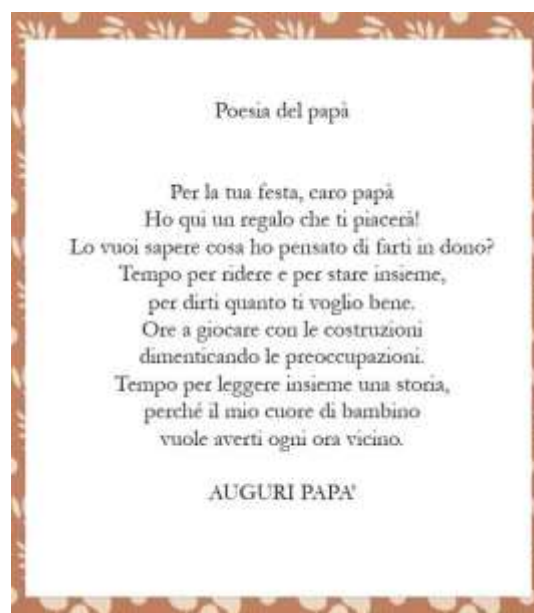 Poesia del papà
Per la tua festa, caro papà
Ho qui un regalo che ti piacerà!
Lo vuoi sapere cosa ho pensato di farti in dono?
Tempo per ridere e per stare insieme,
per dirti quanto ti voglio bene.
Ore a giocare con le costruzioni
dimenticando le preoccupazioni.
Tempo per leggere insieme una storia,
perché il mio cuore di bambino
vuole averti ogni ora vicino.
AUGURI PAPA'